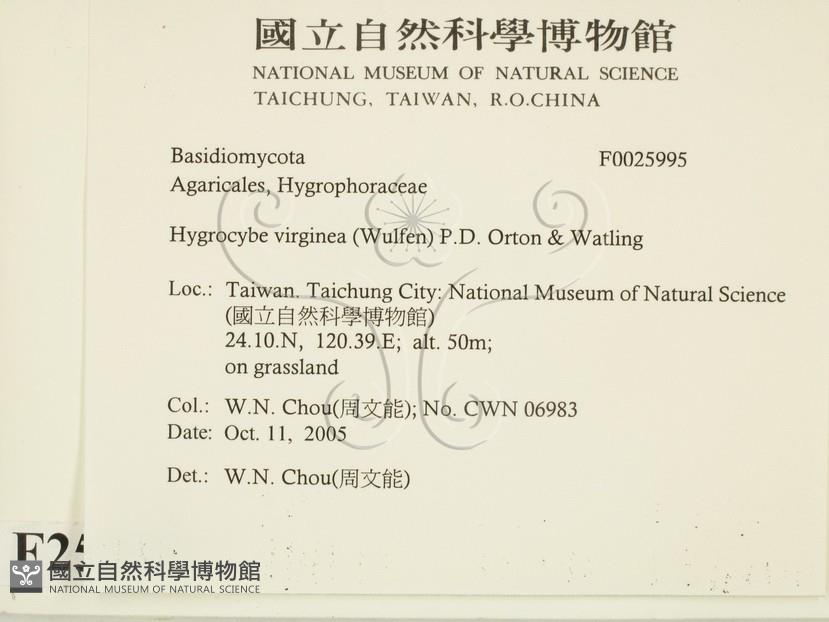 國立自然科學博物館
NATIONAL MUSEUM OF NATURAL SCIENCE
TAICHUNG, TAIWAN, R.O.CHINA
Basidiomycota F0025995
Agaricales, Hygrophoraceae
Hygrocybe virginea (Wulfen) P.D. Orton & Watling
Loc.: Taiwan. Taichung City: National Museum of Natural Science
(國立自然科學博物館)
24.10.N, 120.39.E; alt. 50m;
on grassland
Col.: W.N. Chou(周文能); No. CWN 06983
Date: Oct. 11, 2005
Det.: W.N. Chou(周文能)
國立自然科學博物館
NATIONAL MUSEUM OF NATURAL SCIENCE